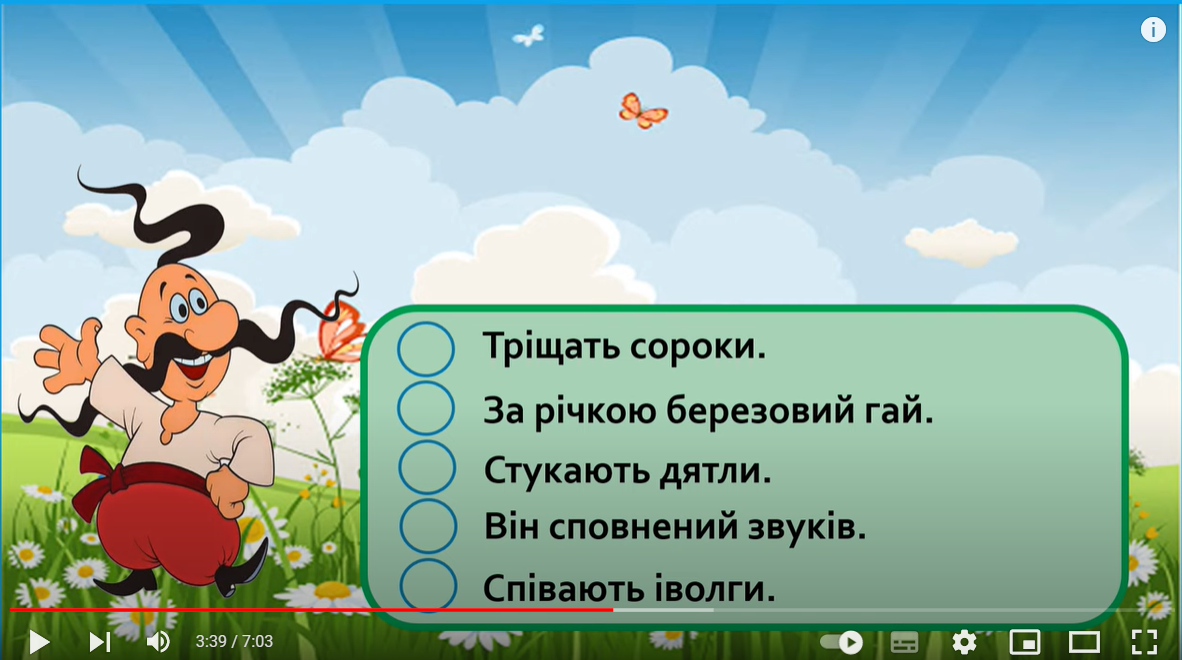 i
Тріщать сороки.
За річкою березовий гай.
Стукають дятли.
Він сповнений звуків.
Співають іволги.
3:39 / 7:03